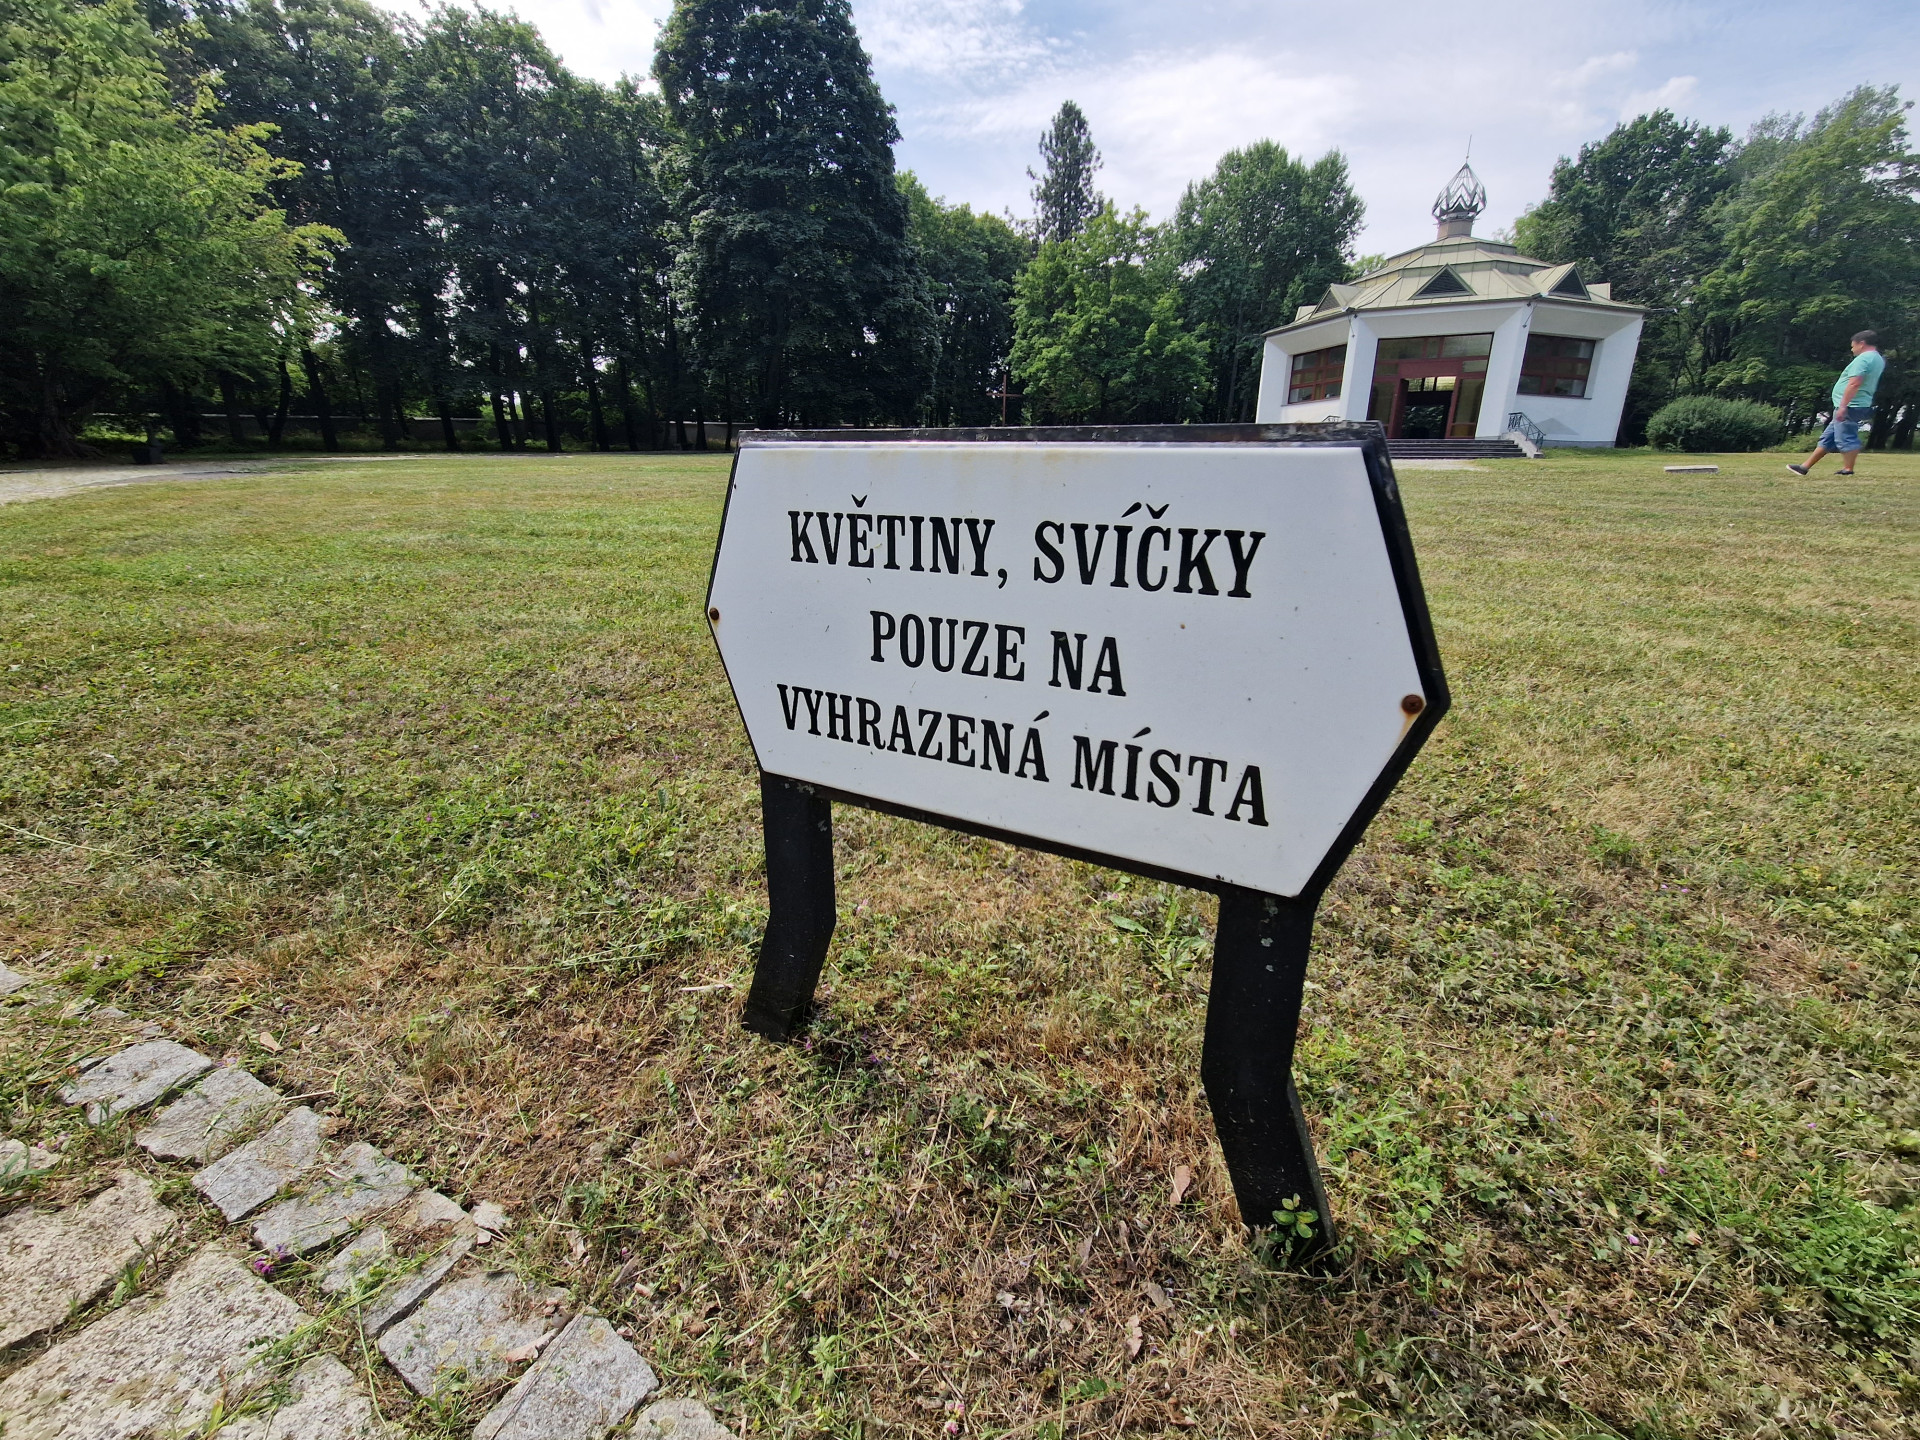 KVĚTINY, SVÍČKY
POUZE NA
VYHRAZENÁ MÍSTA